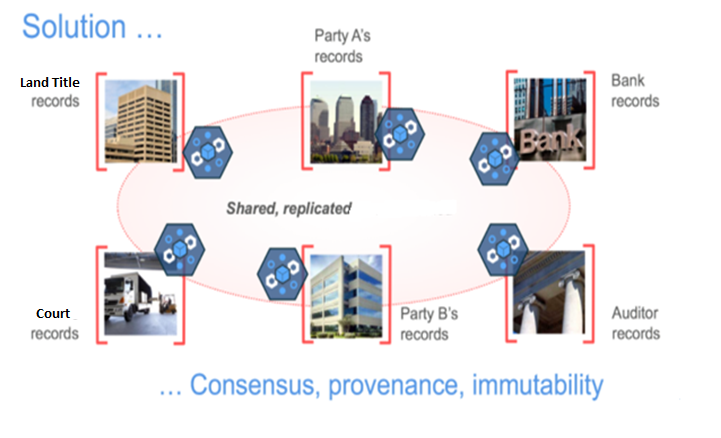 Solution ...
Party A's
records
Land Title
records
Bank
records
Bank
Shared, replicated
Court
records
Party B's
records
Auditor
records
... Consensus, provenance, immutability